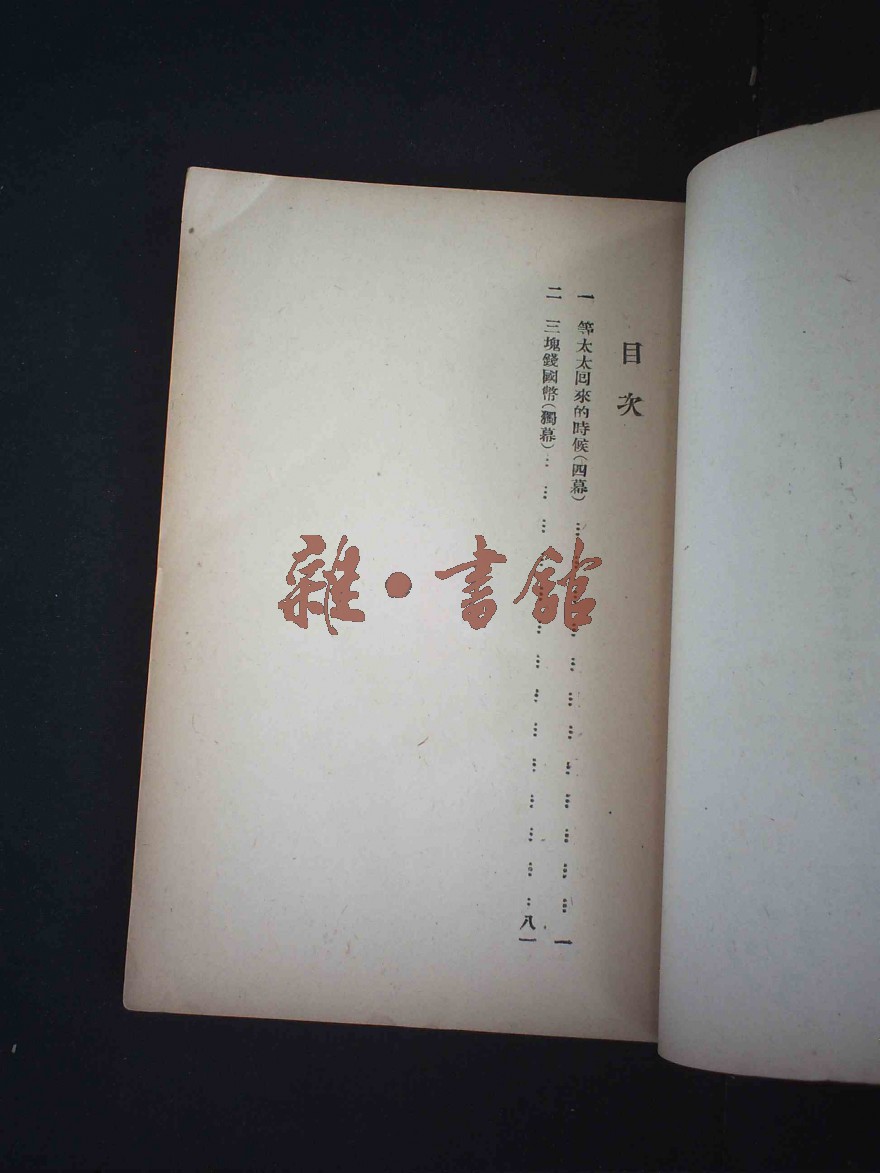 目次
一 等太太回來的時候(四幕)……………………………一
二 三塊錢國幣(獨幕)……………………………八一
雜·書館